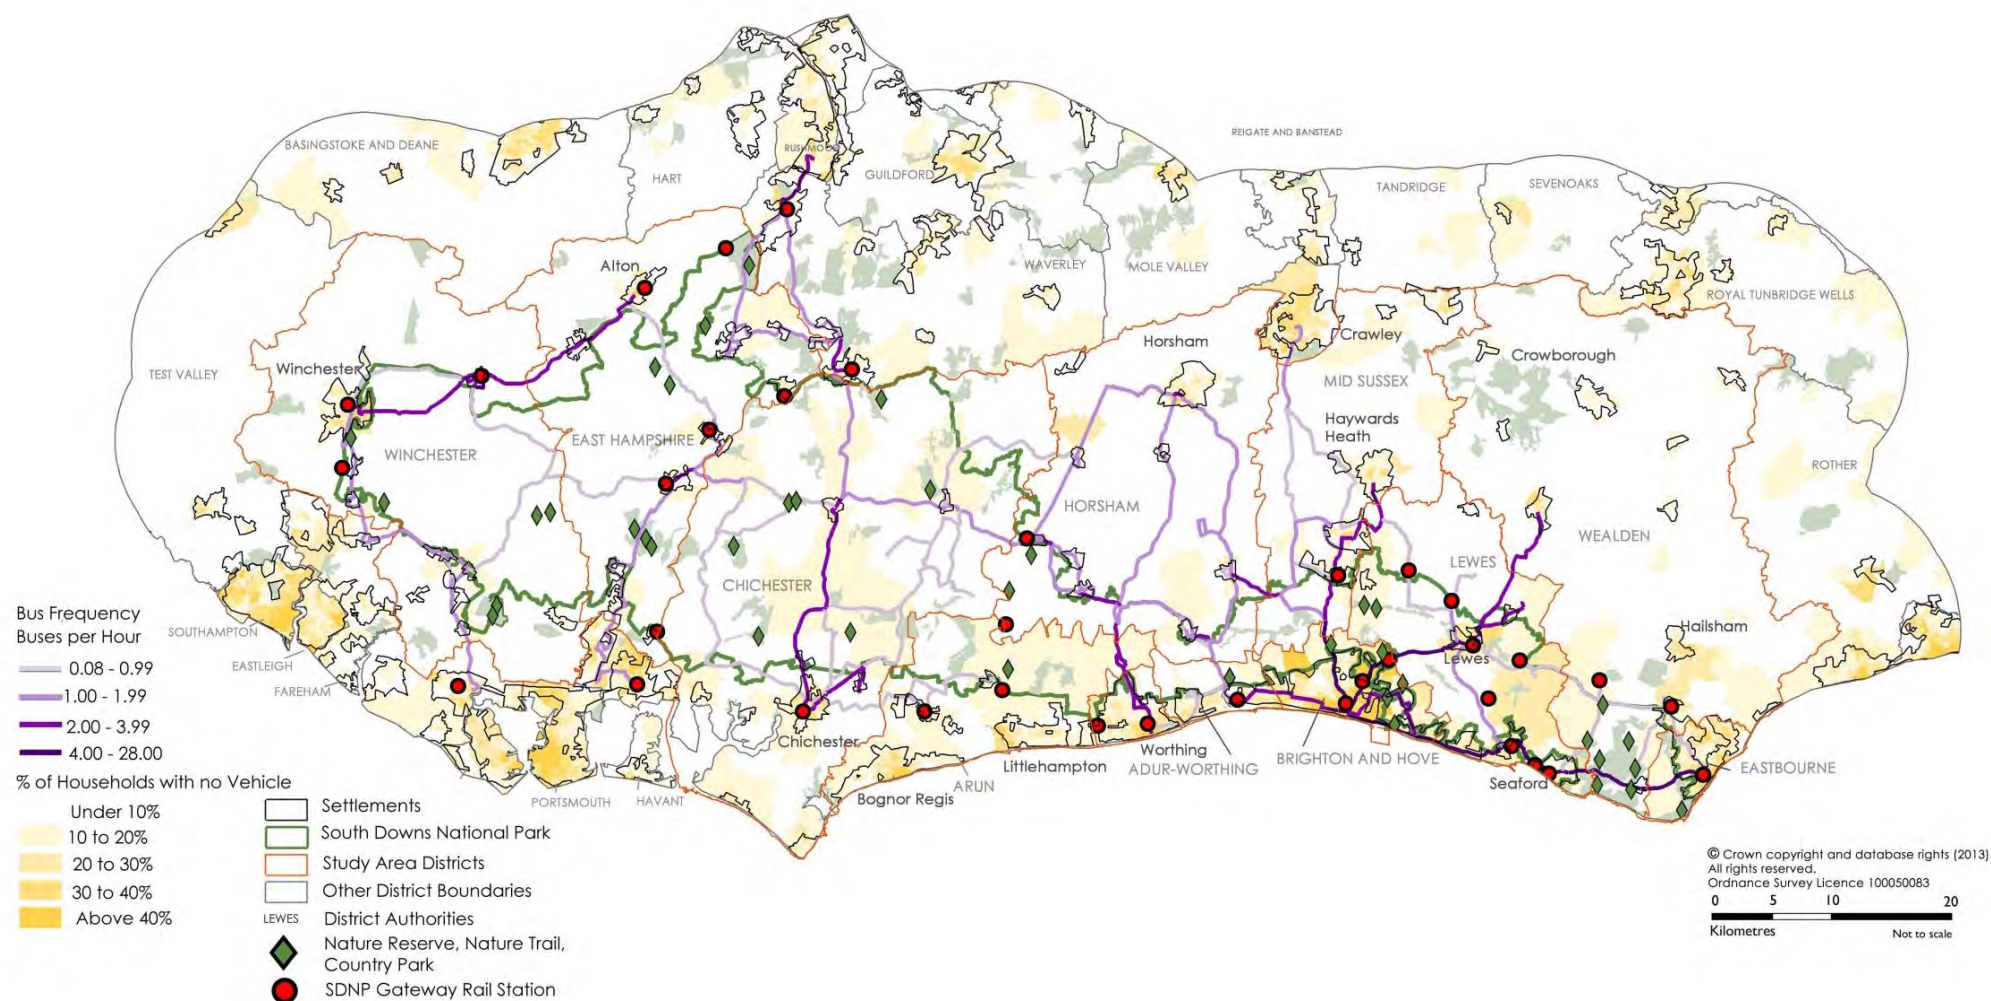 REIGATE AND BANSTEAD
BASINGSTOKE AND DEANE
RUSHMOOR
HART
GUILDFORD
TANDRIDGE
SEVENOAKS
Alton
WAVERLEY
MOLE VALLEY
ROYAL TUNBRIDGE WELLS
Horsham
Crawley
Crowborough
TEST VALLEY
Winchester
MID SUSSEX
Haywards
Heath
EAST HAMPSHIRE
WINCHESTER
ROTHER
HORSHAM
WEALDEN
LEWES
CHICHESTER
Bus Frequency
Buses per Hour
0.08 - 0.99
1.00 - 1.99
2.00 - 3.99
4.00 - 28.00
SOUTHAMPTON
EASTLEIGH
FAREHAM
Hailsham
Lewes
Chichester
Worthing
ADUR-WORTHING
BRIGHTON AND HOVE
Littlehampton
EASTBOURNE
Seaford
ARUN
Bognor Regis
PORTSMOUTH
HAVANT
% of Households with no Vehicle
Under 10%
10 to 20%
20 to 30%
30 to 40%
Above 40%
Settlements
South Downs National Park
Study Area Districts
Other District Boundaries
LEWES District Authorities
Nature Reserve, Nature Trail,
Country Park
SDNP Gateway Rail Station
© Crown copyright and database rights (2013)
All rights reserved.
Ordnance Survey Licence 100050083
0 5 10 20
Kilometres
Not to scale